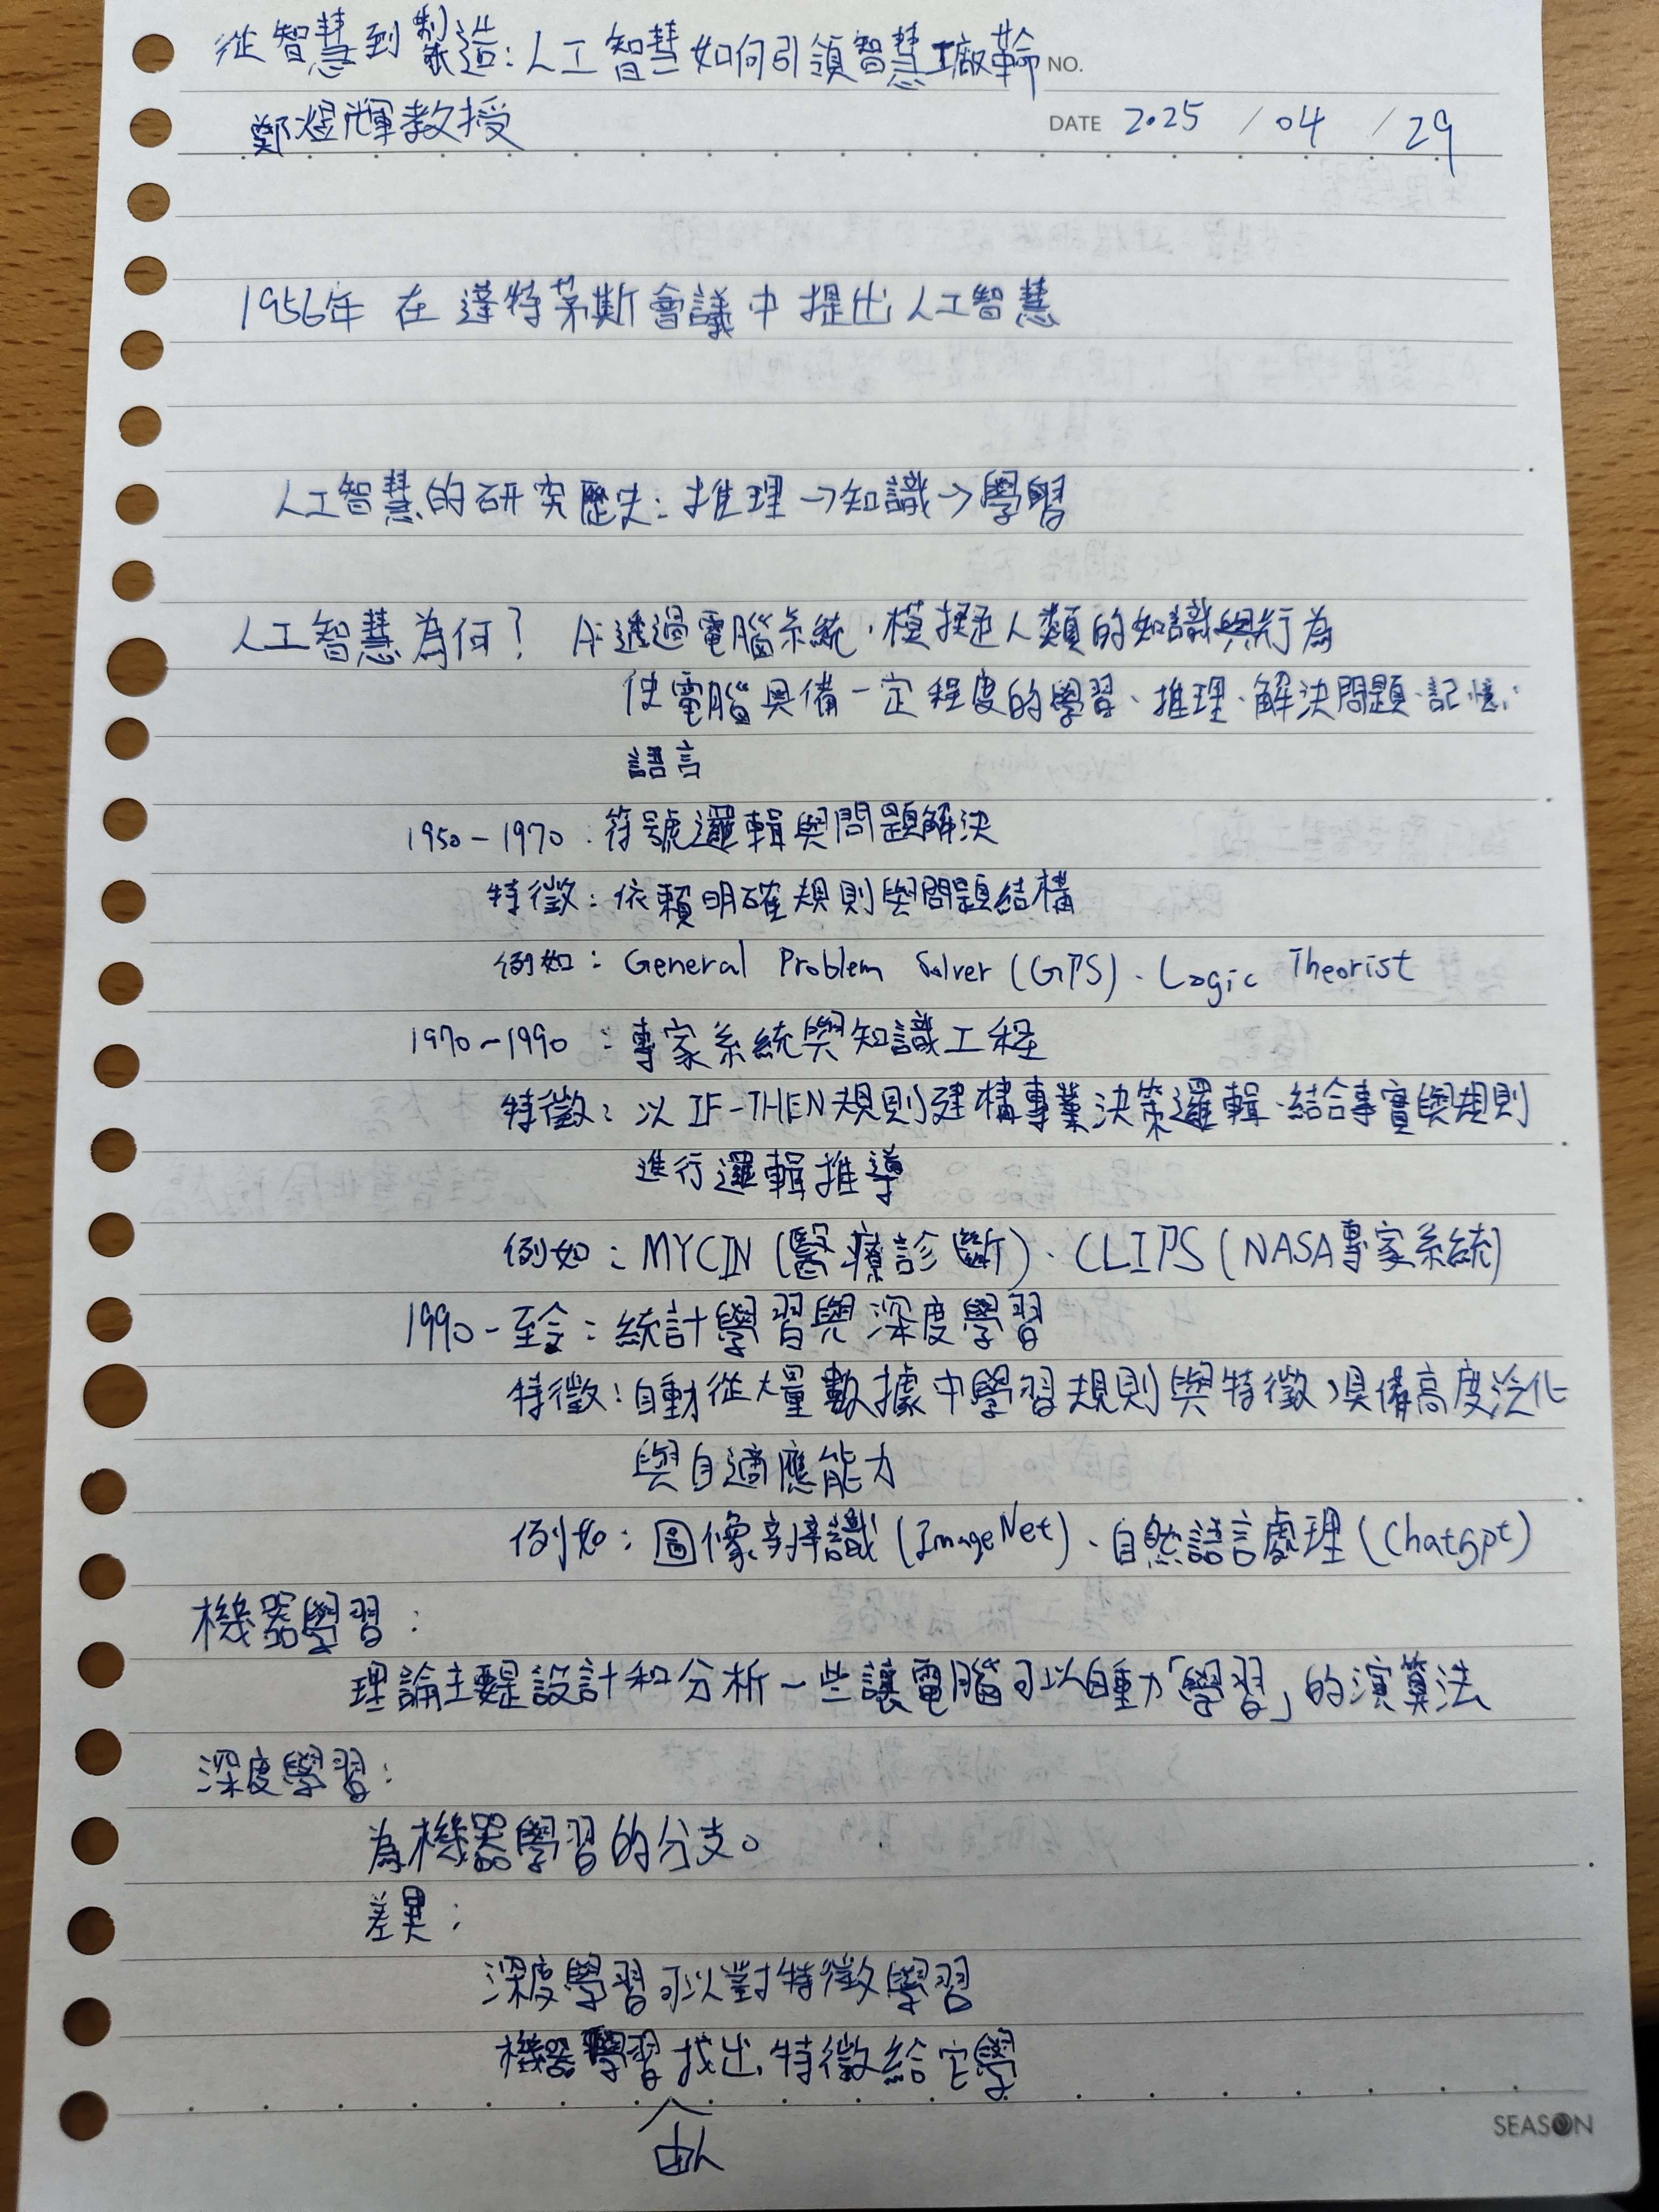 從智慧到製造：人工智慧如何引領智慧工廠革命 NO.
鄭煜輝教授 DATE 2025 / 04 / 29
1956年 在達特茅斯會議中提出人工智慧
人工智慧的研究歷史：推理→知識→學習
人工智慧為何？ A：透過電腦系統，模擬人類的知識與行為
使電腦具備一定程度的學習、推理、解決問題、記憶、
語言
1950-1970：符號邏輯與問題解決
特徵：依賴明確規則與問題結構
例如：General Problem Solver (GPS)、Logic Theorist
1970-1990：專家系統與知識工程
特徵：以IF-THEN規則建構專業決策邏輯、結合事實與規則
進行邏輯推導
例如：MYCIN (醫療診斷)、CLIPS (NASA專家系統)
1990-至今：統計學習與深度學習
特徵：自動從大量數據中學習規則與特徵，具備高度泛化
與自適應能力
例如：圖像辨識 (ImageNet)、自然語言處理 (Chatgpt)
機器學習：
理論主要是設計和分析一些讓電腦可以自動「學習」的演算法
深度學習：
為機器學習的分支。
差異：
深度學習可以對特徵學習
機器學習找出特徵給它學
由人
SEASON